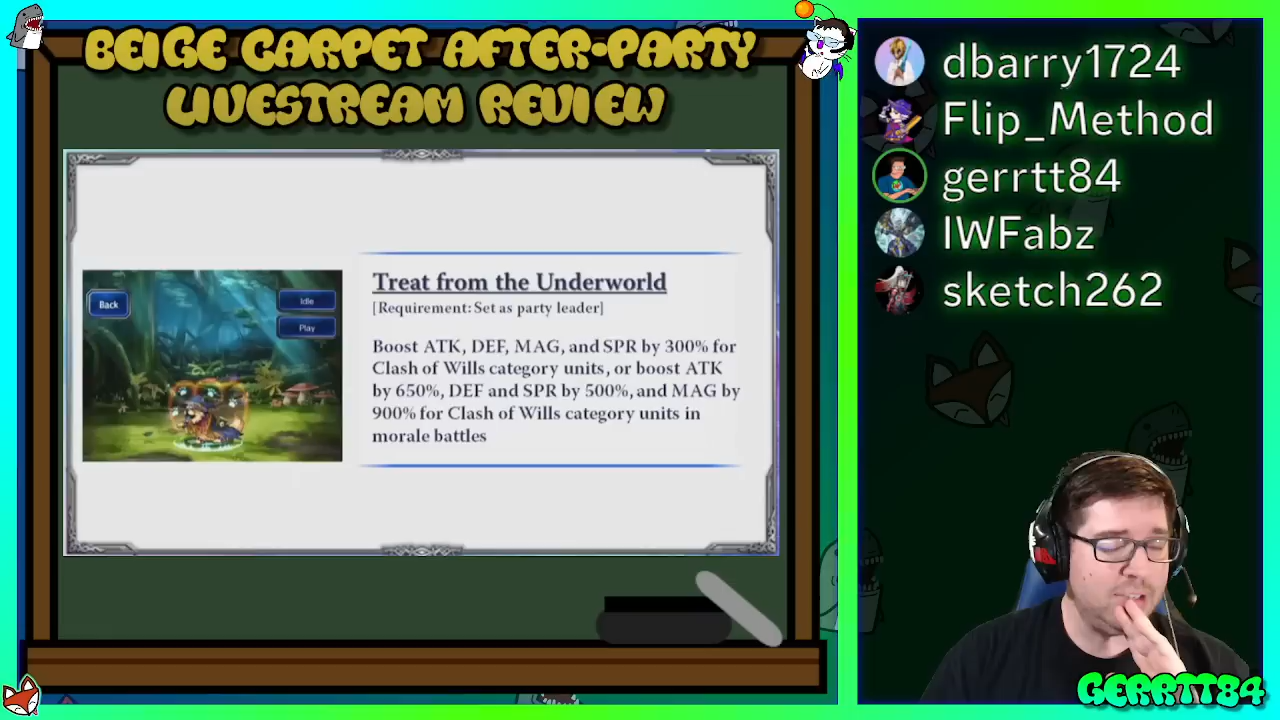 BEIGE CARPET AFTER-PARTY
LIVESTREAM REVIEW
Back
Idle
Play
Treat from the Underworld
[Requirement: Set as party leader]
Boost ATK, DEF, MAG, and SPR by 300% for
Clash of Wills category units, or boost ATK
by 650%, DEF and SPR by 500%, and MAG by
900% for Clash of Wills category units in
morale battles
dbarry1724
Flip_Method
gerrtt84
IWFabz
sketch262
GERRTT84